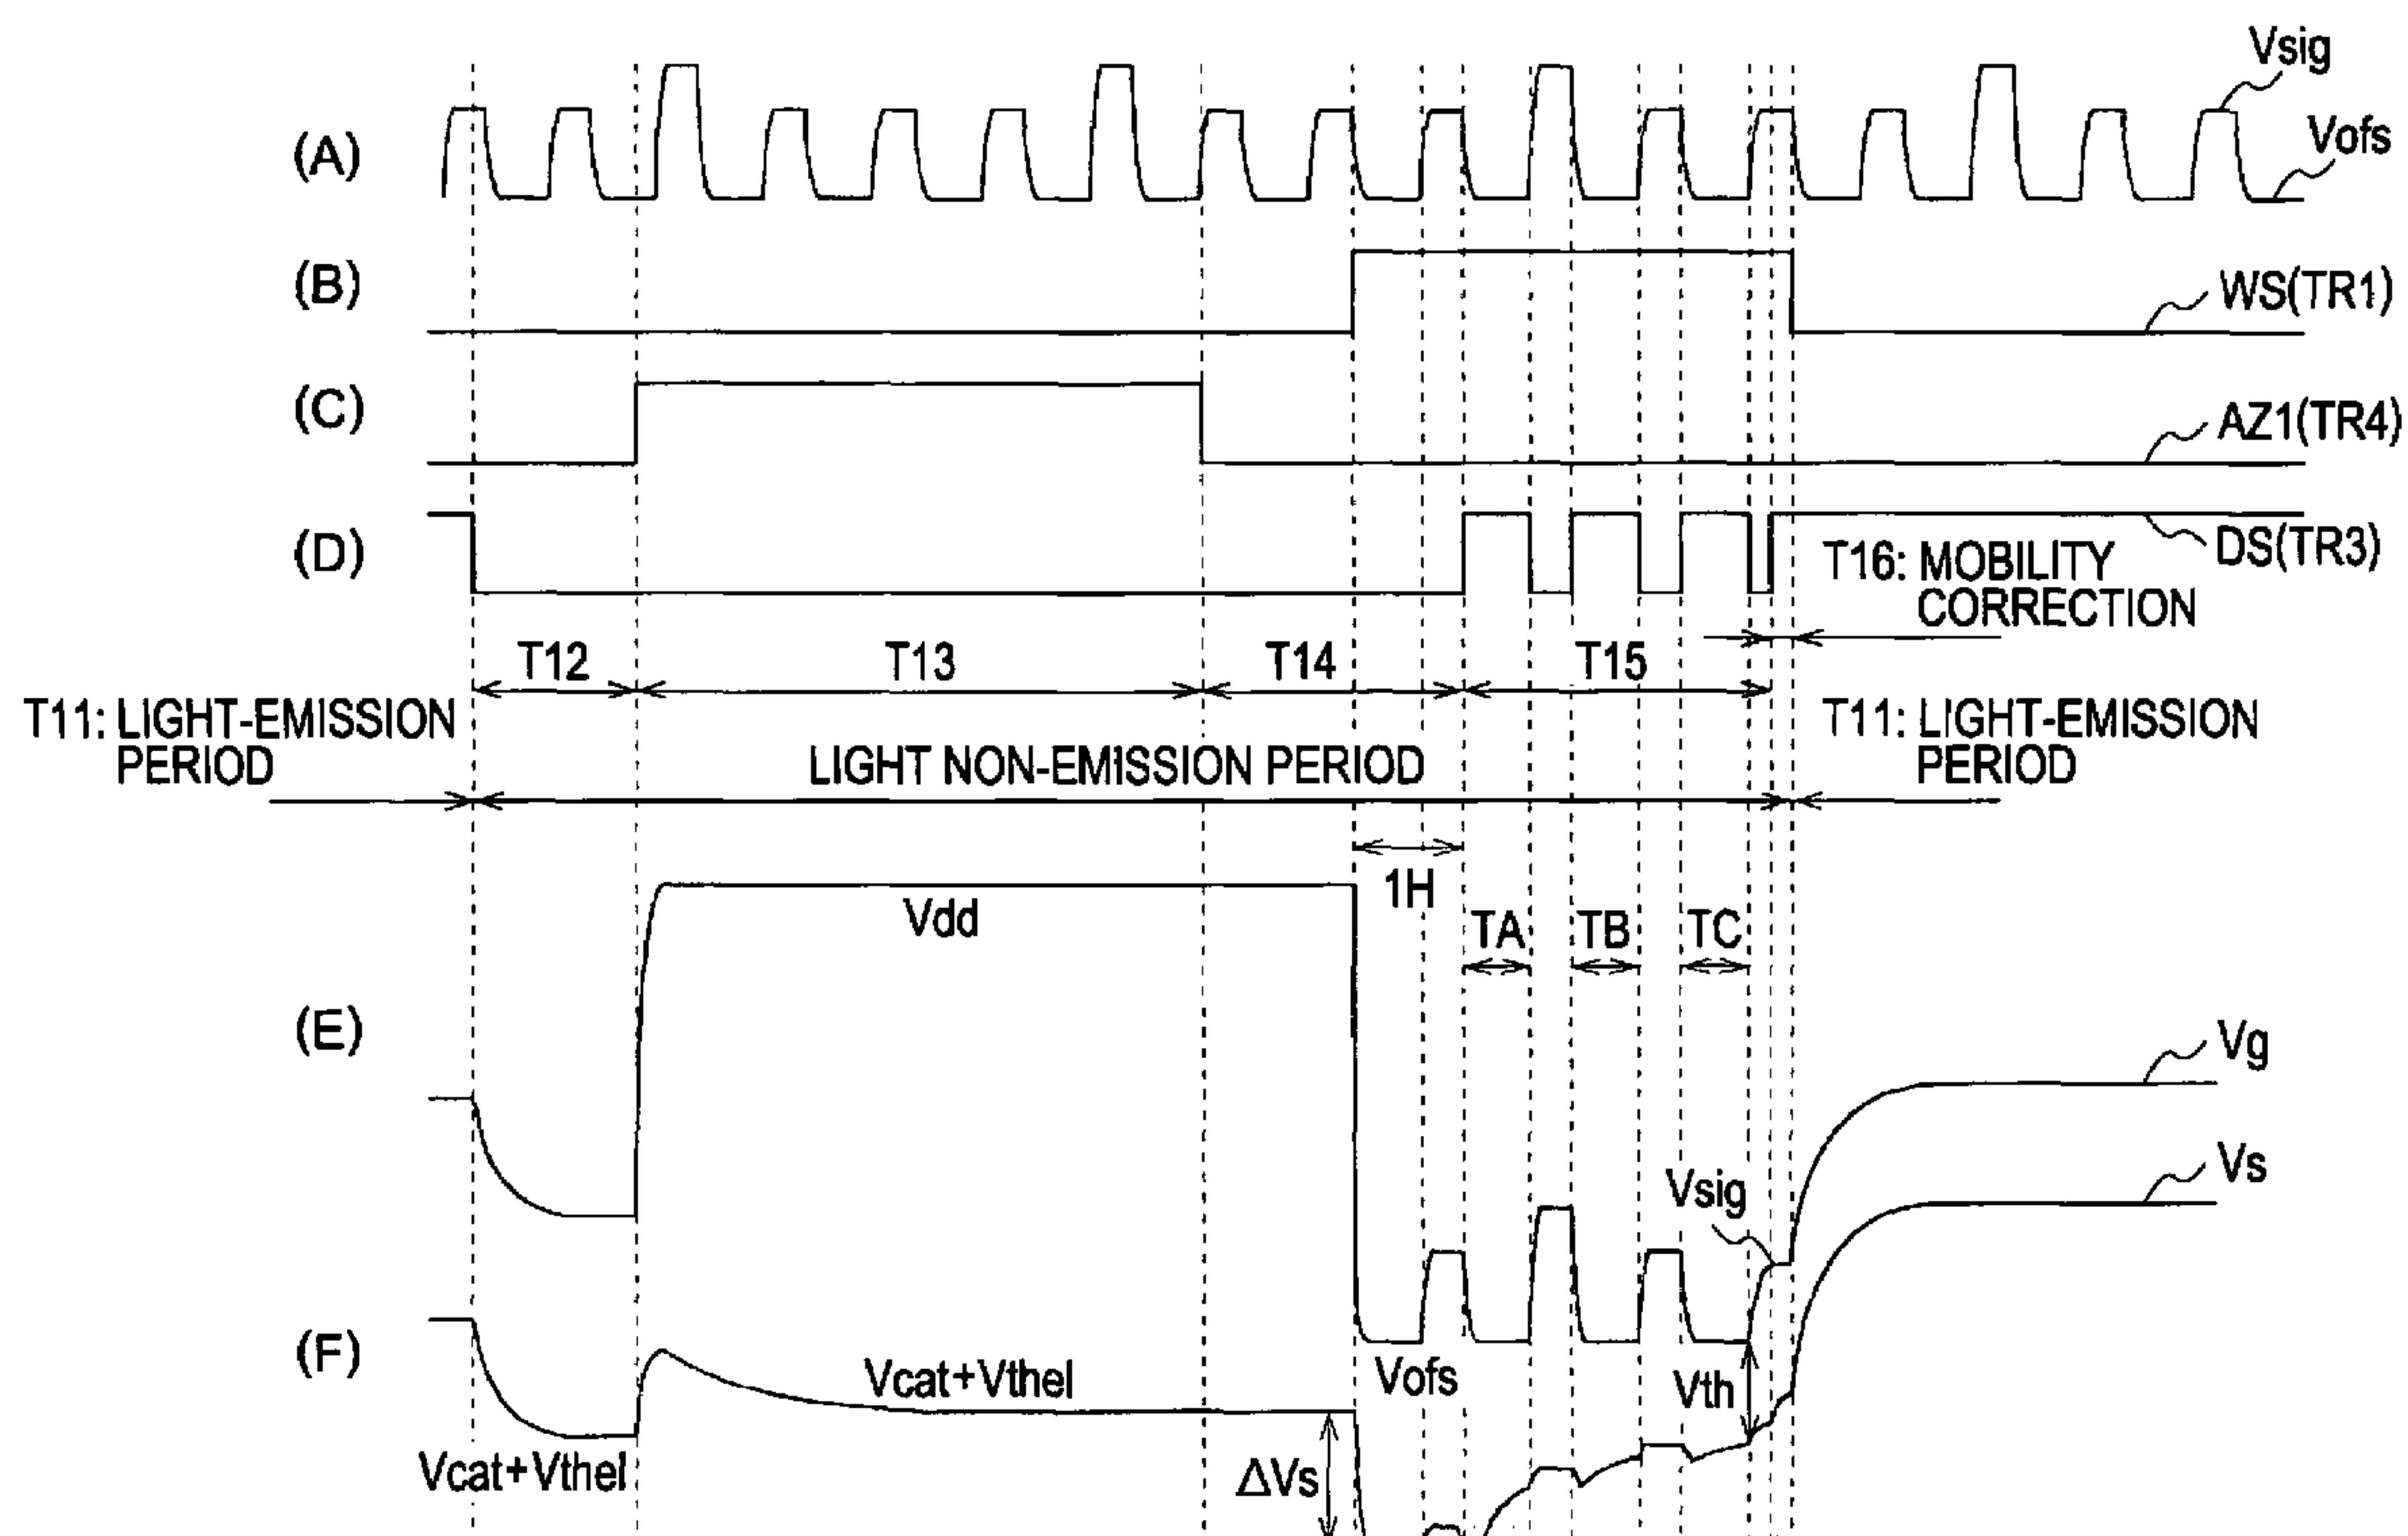 Vsig
Vofs
(A)
(B)
WS(TR1)
(C)
AZ1(TR4)
(D)
DS(TR3)
T16: MOBILITY
CORRECTION
T12
T13
T14
T15
T11: LIGHT-EMISSION
PERIOD
LIGHT NON-EMISSION PERIOD
T11: LIGHT-EMISSION
PERIOD
1H
Vdd
TA
TB
TC
(E)
Vg
Vs
Vsig
(F)
Vcat+Vthel
Vofs
Vth
Vcat+Vthel
ΔVs